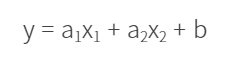 y = a₁x₁ + a₂x₂ + b